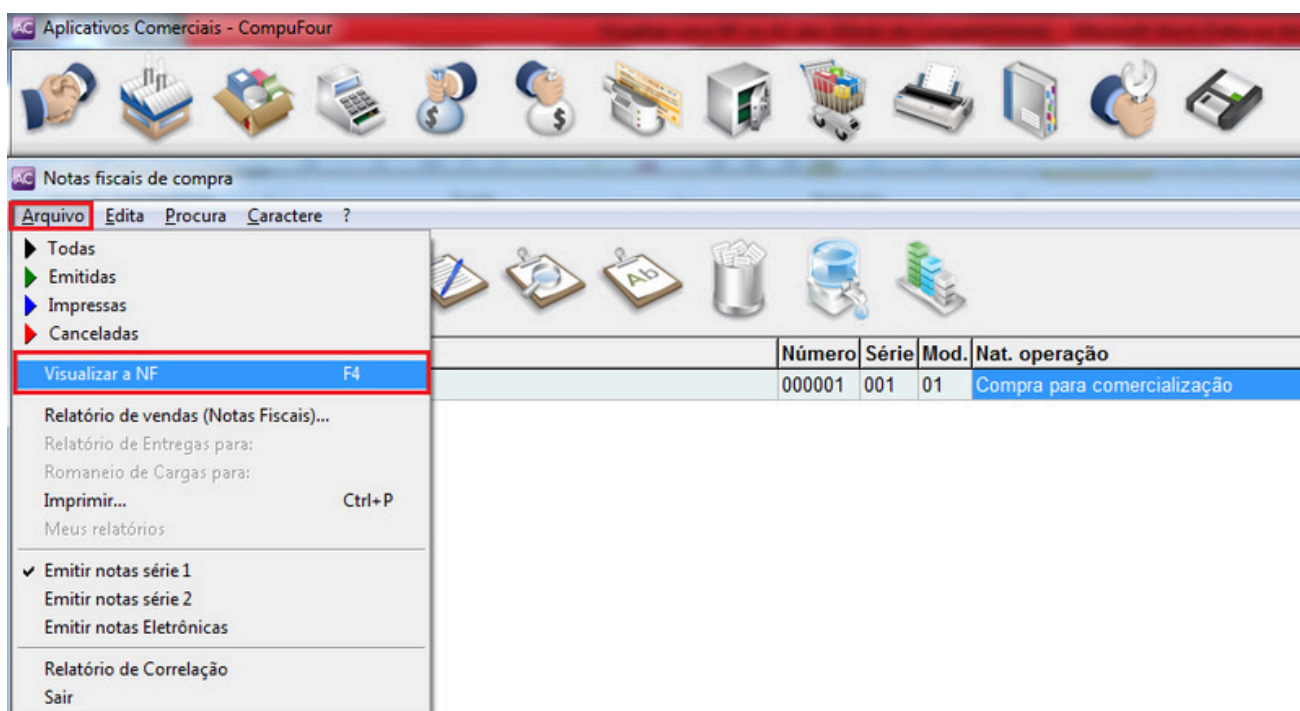 AC Aplicativos Comerciais - CompuFour
AC Notas fiscais de compra
Arquivo Edita Procura Caractere ?
Todas
Emitidas
Impressas
Canceladas
Ab
Número Série Mod. Nat. operação
Visualizar a NF F4
000001 001 01 Compra para comercialização
Relatório de vendas (Notas Fiscais)...
Relatório de Entregas para:
Romaneio de Cargas para:
Imprimir... Ctrl+P
Meus relatórios
Emitir notas série 1
Emitir notas série 2
Emitir notas Eletrônicas
Relatório de Correlação
Sair